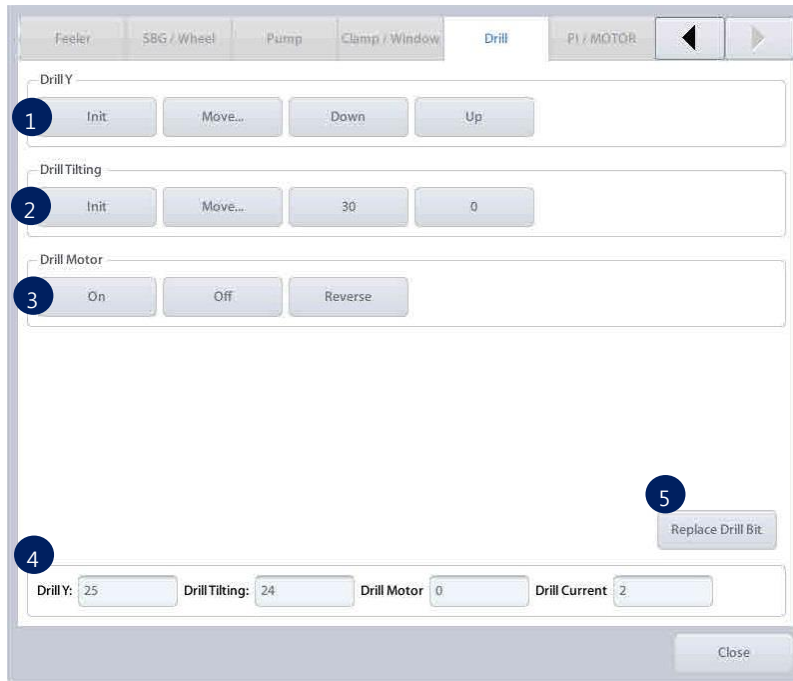 Feeler SBG / Wheel Pump Clamp / Window Drill PI / MOTOR
Drill Y
1 Init Move... Down Up
Drill Tilting
2 Init Move... 30 0
Drill Motor
3 On Off Reverse
5
Replace Drill Bit
4
Drill Y: 25 Drill Tilting: 24 Drill Motor 0 Drill Current 2
Close